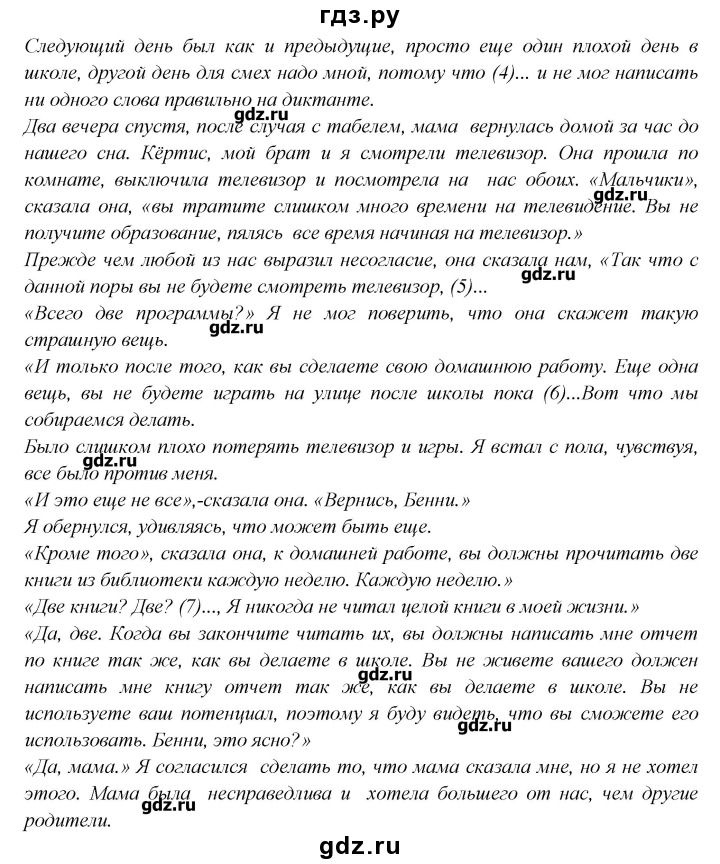 гдз.ру
Следующий день был как и предыдущие, просто еще один плохой день в
школе, другой день для смех надо мной, потому что (4)... и не мог написать
ни одного слова правильно на диктанте.
gdz.ru
Два вечера спустя, после случая с табелем, мама вернулась домой за час до
нашего сна. Кёртис, мой брат и я смотрели телевизор. Она прошла по
комнате, выключила телевизор и посмотрела на нас обоих. «Мальчики»,
gdz.ru
сказала она, «вы тратите слишком много времени на телевидение. Вы не
получите образование, пялясь все время начиная на телевизор.»
Прежде чем любой из нас выразил несогласие, она сказала нам, «Так что с
gdz.ru
данной поры вы не будете смотреть телевизор, (5)...
«Всего две программы?» Я не мог поверить, что она скажет такую
gdz.ru
страшную вещь.
«И только после того, как вы сделаете свою домашнюю работу. Еще одна
вещь, вы не будете играть на улице после школы пока (6)...Вот что мы
собираемся делать.
Было слишком плохо потерять телевизор и игры. Я встал с пола, чувствуя,
gdz.ru
все было против меня.
«И это еще не все»,-сказала она. «Вернись, Бенни.»
Я обернулся, удивляясь, что может быть еще.
«Кроме того», сказала она, к домашней работе, вы должны прочитать две
книги из библиотеки каждую неделю. Каждую неделю.»
«Две книги? Две? (7)..., Я никогда не читал целой книги в моей жизни.»
«Да, две. Когда вы закончите читать их, вы должны написать мне отчет
по книге так же, как вы делаете в школе. Вы не живете вашего должен
gdz.ru
написать мне книгу отчет так же, как вы делаете в школе. Вы не
используете ваш потенциал, поэтому я буду видеть, что вы сможете его
gdz.ru
использовать. Бенни, это ясно?»
«Да, мама.» Я согласился сделать то, что мама сказала мне, но я не хотел
этого. Мама была несправедлива и хотела большего от нас, чем другие
gdz.ru
родители.
gdz.ru